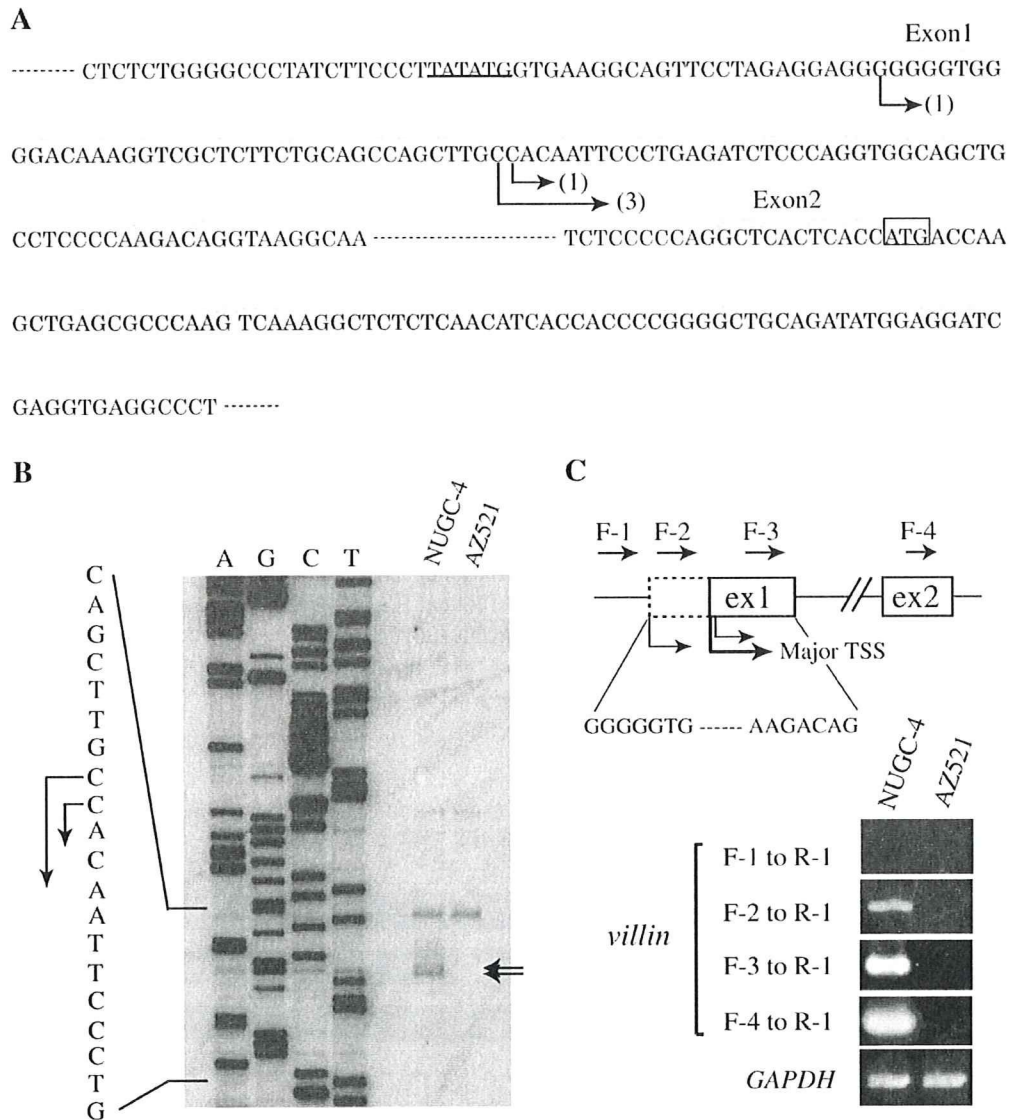 A
Exon1
-------- CTCTCTGGGGCCCTATCTTCCCTTATATGGTGAAGGCAGTTCCTAGAGGAGGGGGGGGTGG
(1)
GGACAAAGGTCGCTCTTCTGCAGCCAGCTTGCCACAATTCCCTGAGATCTCCCAGGTGGCAGCTG
(1)
(3)
Exon2
CCTCCCCAAGACAGGTAAGGCAA -------------------- TCTCCCCCAGGCTCACTCACCATGACCAA
GCTGAGCGCCCAAG TCAAAGGCTCTCTCAACATCACCACCCCGGGGCTGCAGATATGGAGGATC
GAGGTGAGGCCCT -------
B
NUGC-4
AZ521
A G C T
C
A
G
C
T
T
G
C
C
A
C
A
A
T
T
C
C
C
T
G
C
F-1 F-2 F-3 F-4
ex1 ex2
Major TSS
GGGGGTG ------ AAGACAG
NUGC-4
AZ521
villin
F-1 to R-1
F-2 to R-1
F-3 to R-1
F-4 to R-1
GAPDH